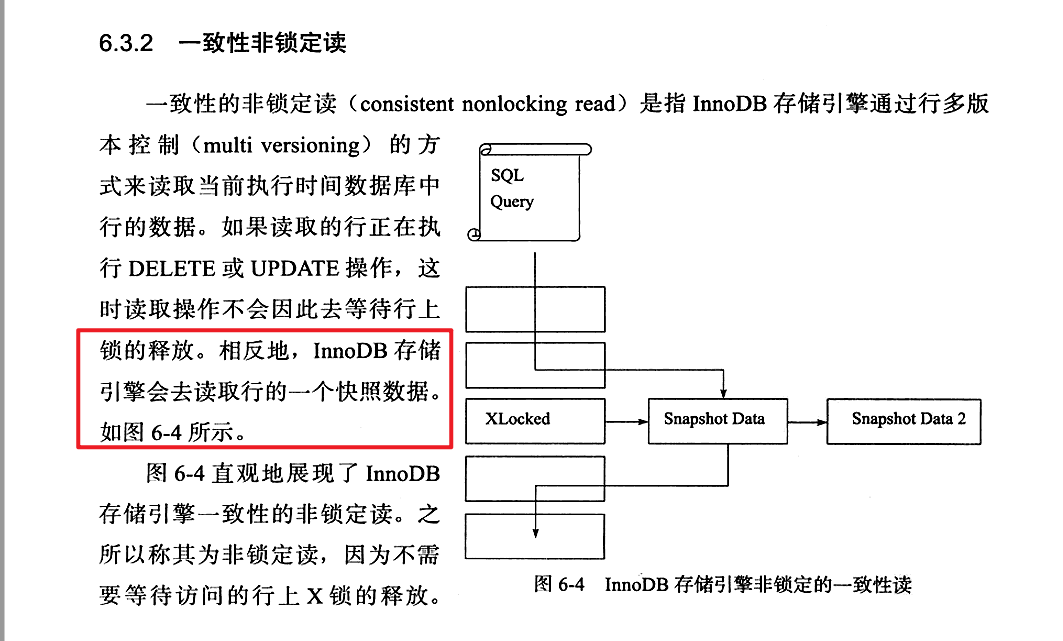 6.3.2 一致性非锁定读
一致性的非锁定读（consistent nonlocking read）是指 InnoDB 存储引擎通过行多版
本控制（multi versioning）的方
式来读取当前执行时间数据库中
行的数据。如果读取的行正在执
行 DELETE 或 UPDATE 操作，这
时读取操作不会因此去等待行上
锁的释放。相反地，InnoDB 存储
引擎会去读取行的一个快照数据。
如图 6-4 所示。
图 6-4 直观地展现了 InnoDB
存储引擎一致性的非锁定读。之
所以称其为非锁定读，因为不需
要等待访问的行上 X 锁的释放。
SQL
Query
XLocked
Snapshot Data
Snapshot Data 2
图 6-4 InnoDB 存储引擎非锁定的一致性读